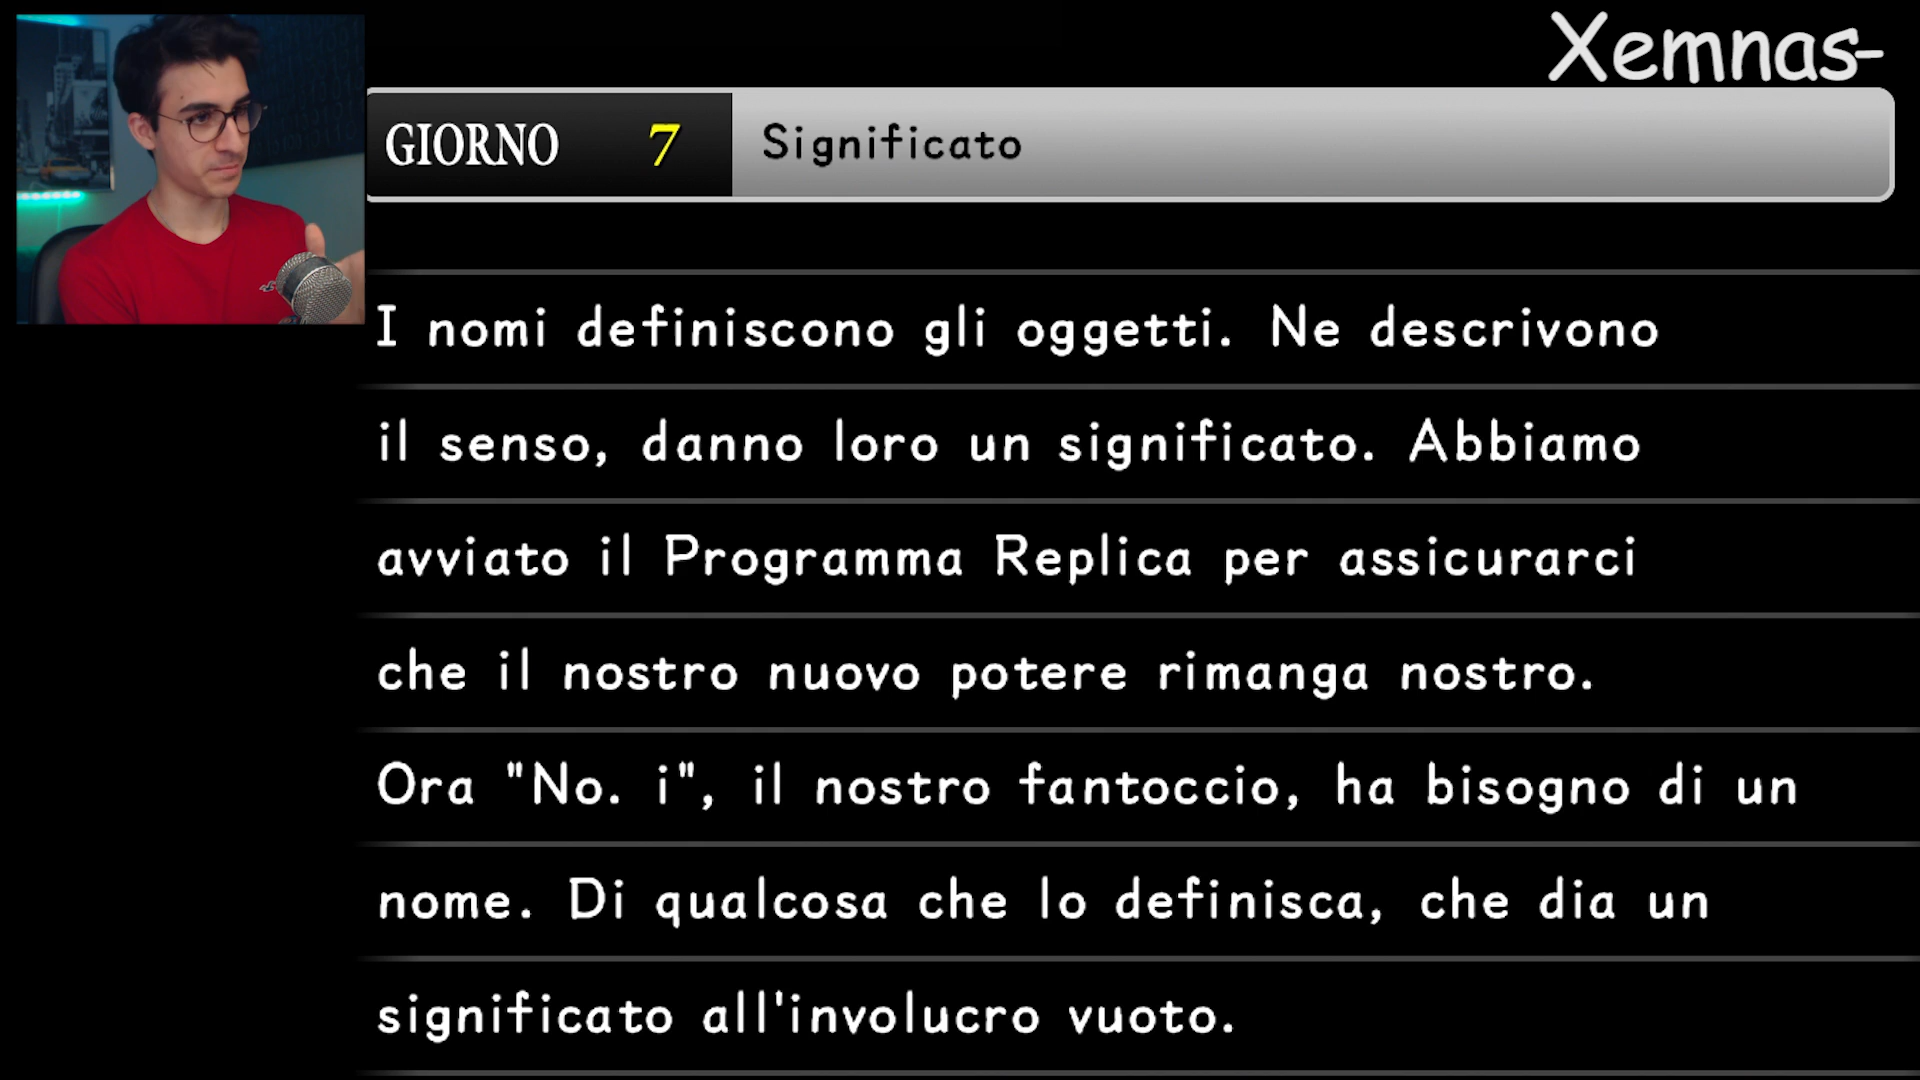 Xemnas-
GIORNO 7 Significato
I nomi definiscono gli oggetti. Ne descrivono
il senso, danno loro un significato. Abbiamo
avviato il Programma Replica per assicurarci
che il nostro nuovo potere rimanga nostro.
Ora "No. i", il nostro fantoccio, ha bisogno di un
nome. Di qualcosa che lo definisca, che dia un
significato all'involucro vuoto.